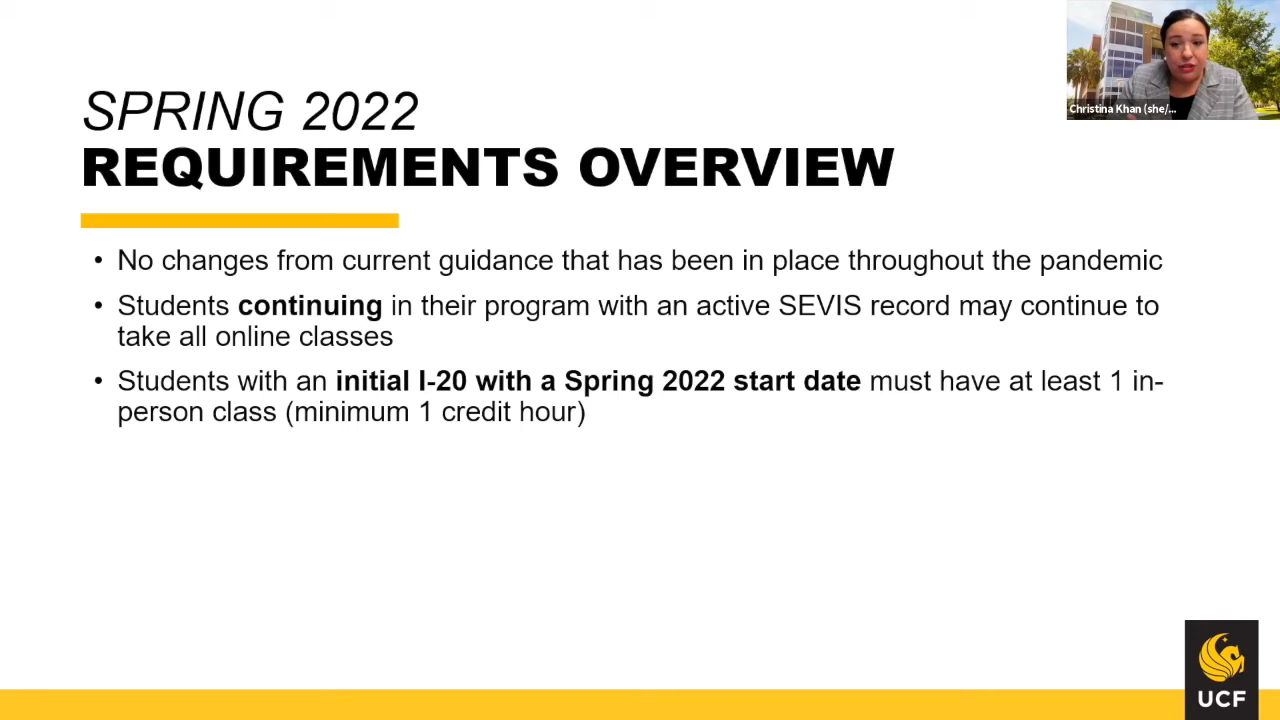 Christina Khan (she/...
SPRING 2022
REQUIREMENTS OVERVIEW
• No changes from current guidance that has been in place throughout the pandemic
• Students continuing in their program with an active SEVIS record may continue to
take all online classes
• Students with an initial I-20 with a Spring 2022 start date must have at least 1 in-
person class (minimum 1 credit hour)
UCF